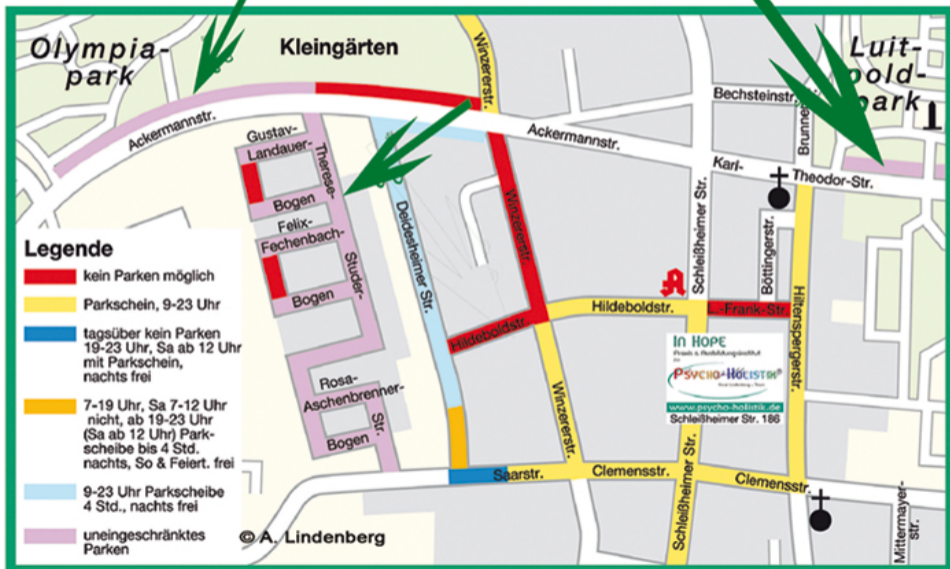 Olympia-
park
Kleingärten
Winzererstr.
Luit-
pold-
park
Bechsteinstr.
Brunne
Ackermannstr.
Ackermannstr.
Karl-
Theodor-Str.
Gustav-
Landauer-
Bogen
Therese-
Studer-
Str.
Felix-
Fechenbach-
Bogen
Rosa-
Aschenbrenner-
Bogen
Deidesheimer Str.
Winzererstr.
Schleißheimer Str.
Böttingerstr.
Hildeboldstr.
Hildeboldstr.
.-Frank-Str.
Hiltenspergerstr.
Winzererstr.
Saarstr.
Clemensstr.
Clemensstr.
Schleißheimer Str.
Mittermayer-
str.
In HOPE
Praxis & Ausbildungsinstitut
PSYCHO-HOLISTIK®
www.psycho-holistik.de
Schleißheimer Str. 186
Legende
kein Parken möglich
Parkschein, 9-23 Uhr
tagsüber kein Parken
19-23 Uhr, Sa ab 12 Uhr
mit Parkschein,
nachts frei
7-19 Uhr, Sa 7-12 Uhr
nicht, ab 19-23 Uhr
(Sa ab 12 Uhr) Park-
scheibe bis 4 Std.
nachts, So & Feiert. frei
9-23 Uhr Parkscheibe
4 Std., nachts frei
uneingeschränktes
Parken
© A. Lindenberg